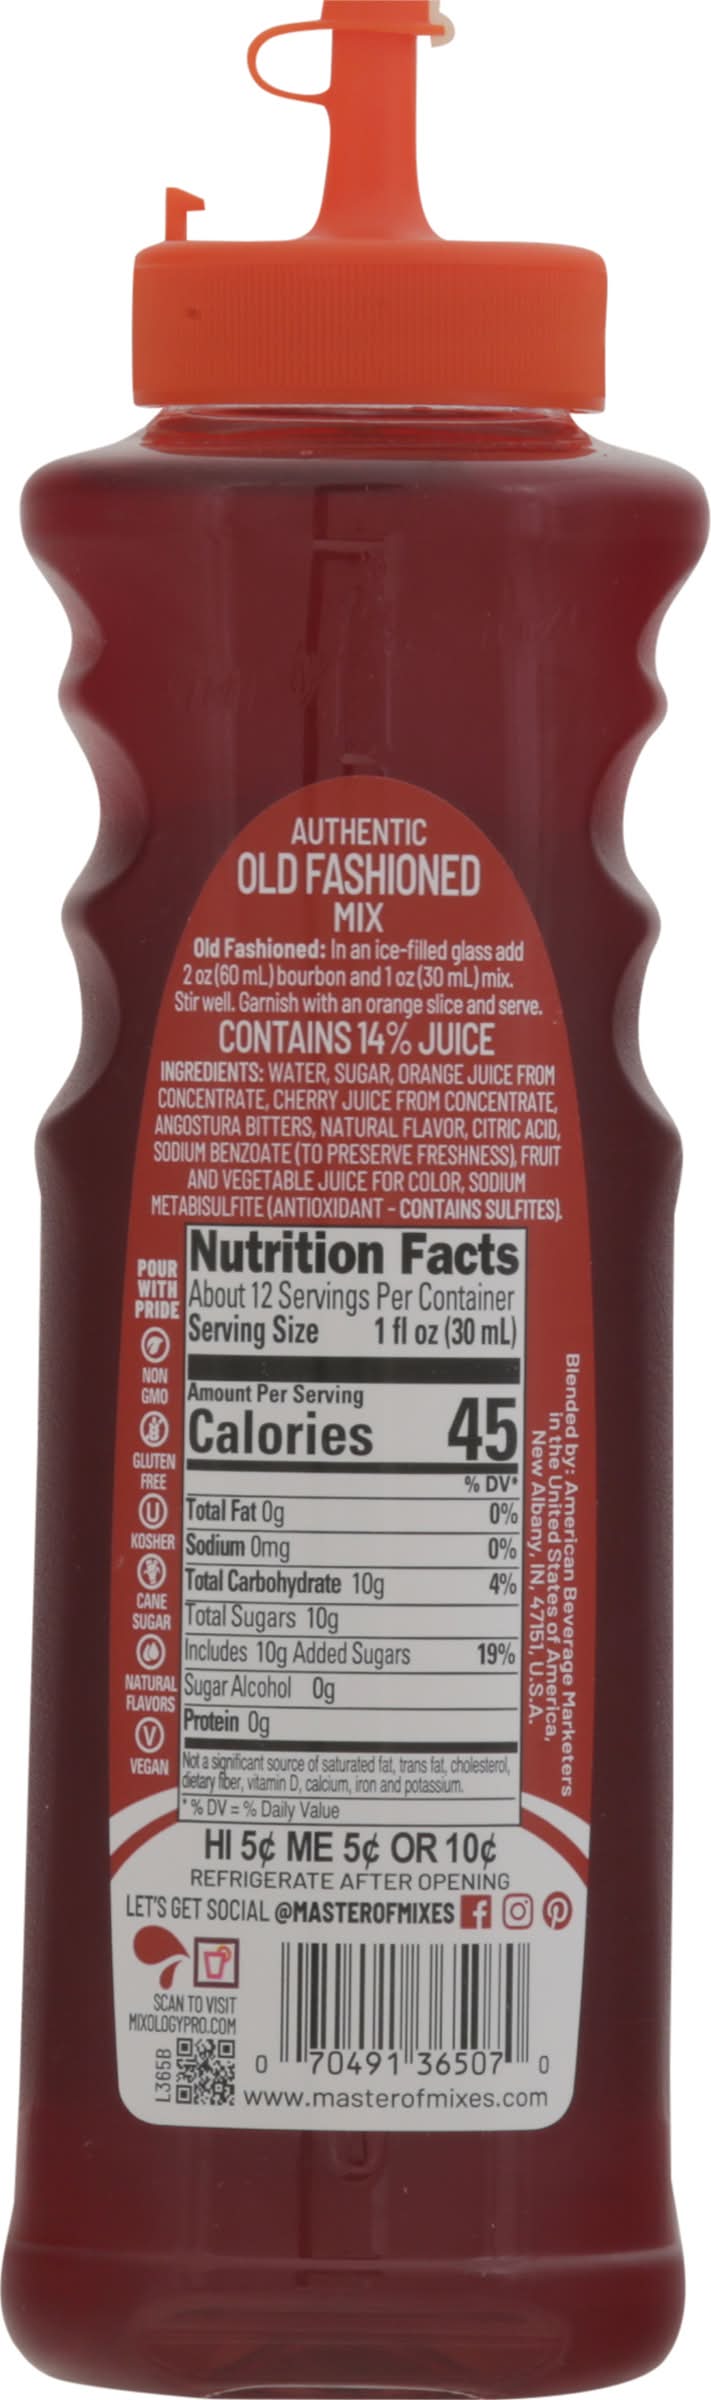 AUTHENTIC
OLD FASHIONED
MIX
Old Fashioned: In an ice-filled glass add
2 oz (60 mL) bourbon and 1 oz (30 mL) mix.
Stir well. Garnish with an orange slice and serve.
CONTAINS 14% JUICE
INGREDIENTS: WATER, SUGAR, ORANGE JUICE FROM
CONCENTRATE, CHERRY JUICE FROM CONCENTRATE,
ANGOSTURA BITTERS, NATURAL FLAVOR, CITRIC ACID,
SODIUM BENZOATE (TO PRESERVE FRESHNESS), FRUIT
AND VEGETABLE JUICE FOR COLOR, SODIUM
METABISULFITE (ANTIOXIDANT - CONTAINS SULFITES).
POUR
WITH
PRIDE
NON
GMO
GLUTEN
FREE
U
KOSHER
CANE
SUGAR
NATURAL
FLAVORS
V
VEGAN
Nutrition Facts
About 12 Servings Per Container
Serving Size 1 fl oz (30 mL)
Amount Per Serving
Calories 45
% DV*
Total Fat 0g 0%
Sodium 0mg 0%
Total Carbohydrate 10g 4%
Total Sugars 10g
Includes 10g Added Sugars 19%
Sugar Alcohol 0g
Protein 0g
Not a significant source of saturated fat, trans fat, cholesterol,
dietary fiber, vitamin D, calcium, iron and potassium.
* % DV = % Daily Value
Blended by: American Beverage Marketers
in the United States of America,
New Albany, IN, 47151, U.S.A.
HI 5¢ ME 5¢ OR 10¢
REFRIGERATE AFTER OPENING
LET'S GET SOCIAL @MASTEROFMIXES
SCAN TO VISIT
MIXOLOGYPRO.COM
L365B
0 70491 36507 0
www.masterofmixes.com